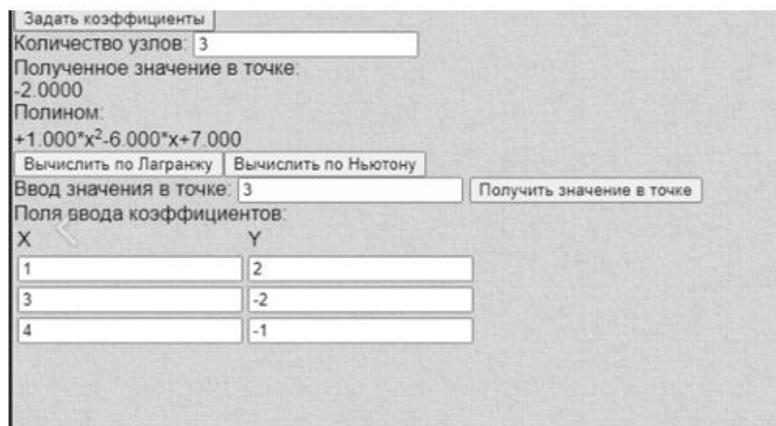 Задать коэффициенты
Количество узлов: 3
Полученное значение в точке:
-2.0000
Полином:
+1.000*x²-6.000*x+7.000
Вычислить по Лагранжу Вычислить по Ньютону
Ввод значения в точке: 3 Получить значение в точке
Поля ввода коэффициентов:
X Y
1 2
3 -2
4 -1